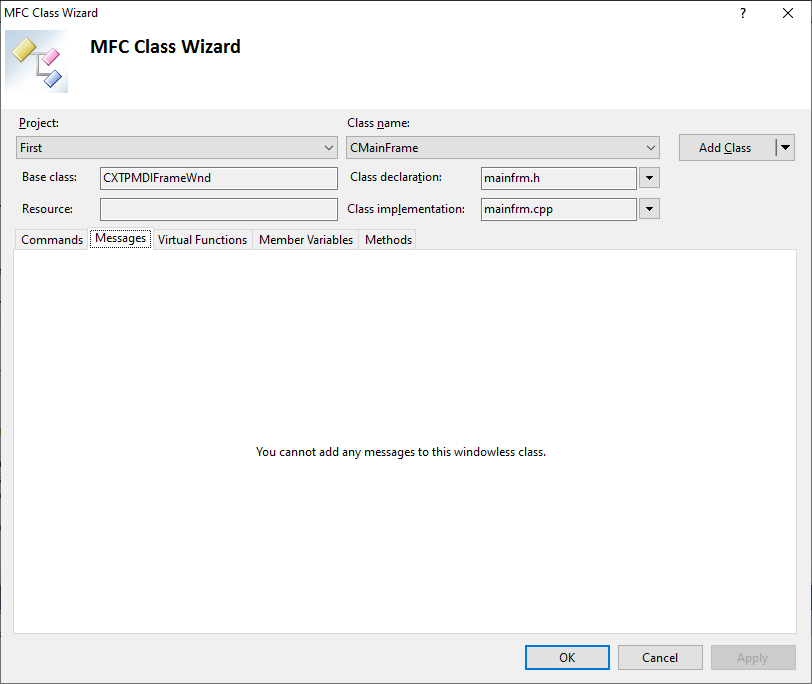 MFC Class Wizard
?
MFC Class Wizard
Project:
Class name:
First
CMainFrame
Add Class
Base class:
CXTPMDIFrameWnd
Class declaration:
mainfrm.h
Resource:
Class implementation:
mainfrm.cpp
Commands Messages Virtual Functions Member Variables Methods
You cannot add any messages to this windowless class.
OK Cancel Apply